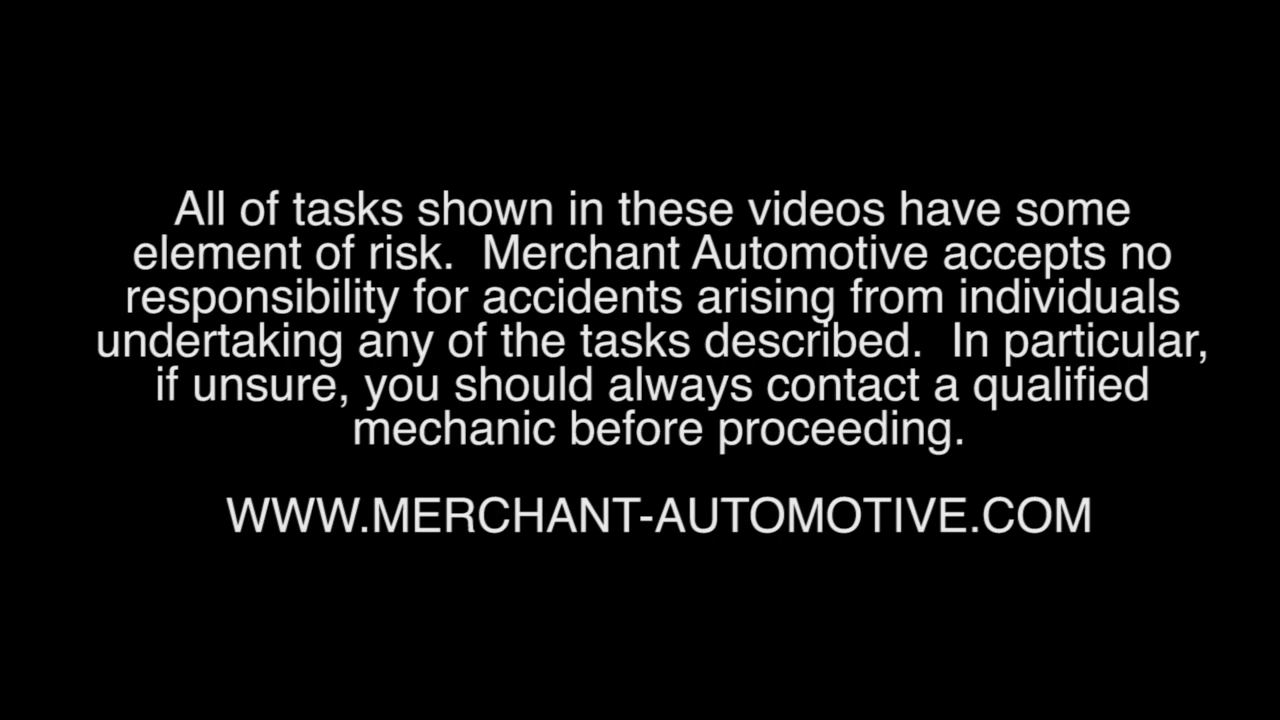 All of tasks shown in these videos have some
element of risk.  Merchant Automotive accepts no
responsibility for accidents arising from individuals
undertaking any of the tasks described.  In particular,
if unsure, you should always contact a qualified
mechanic before proceeding.
WWW.MERCHANT-AUTOMOTIVE.COM